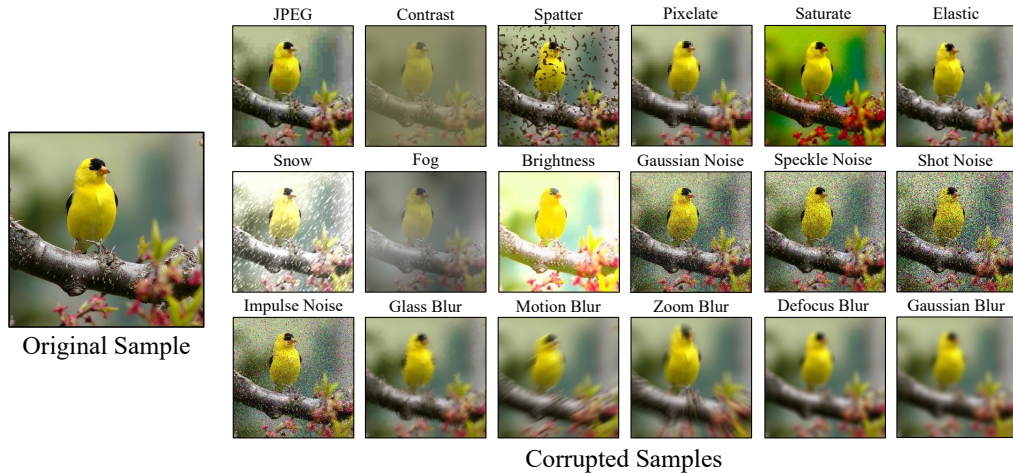 JPEG Contrast Spatter Pixelate Saturate Elastic
Snow Fog Brightness Gaussian Noise Speckle Noise Shot Noise
Impulse Noise Glass Blur Motion Blur Zoom Blur Defocus Blur Gaussian Blur
Original Sample
Corrupted Samples